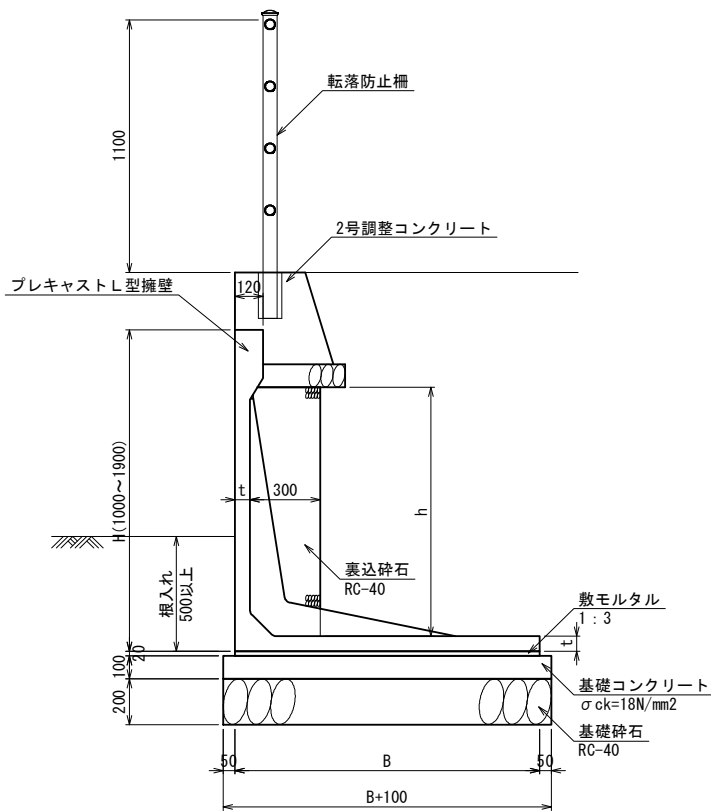 転落防止柵
1100
2号調整コンクリート
プレキャストL型擁壁
120
H(1000～1900)
t
300
h
根入れ
500以上
裏込砕石
RC-40
敷モルタル
1：3
t
20
100
200
基礎コンクリート
σck=18N/mm2
基礎砕石
RC-40
50
B
50
B+100